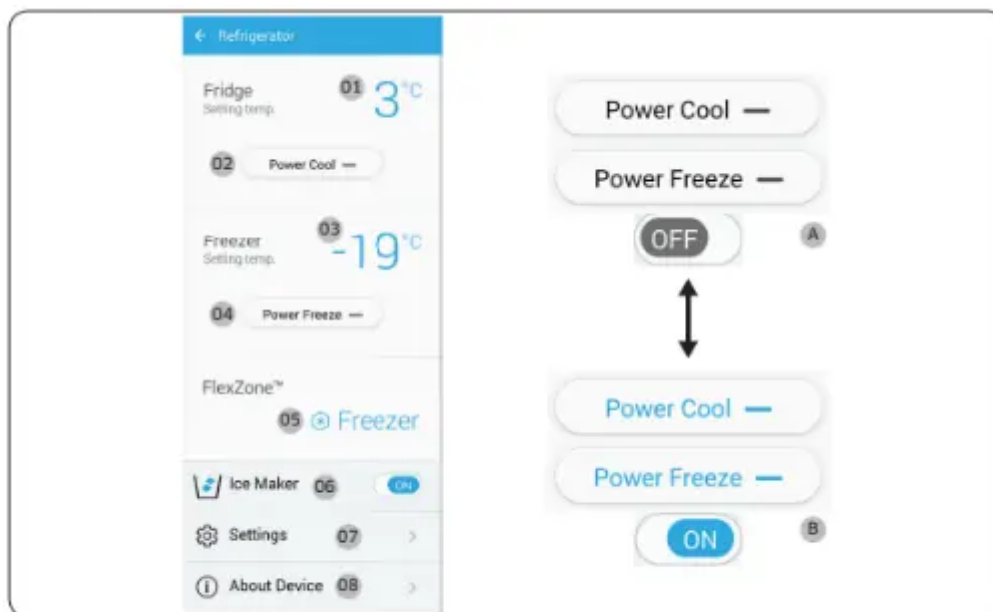 ← Refrigerator
Fridge 01 3°C
Setting temp.
02 Power Cool —
Freezer 03 -19°C
Setting temp.
04 Power Freeze —
FlexZone™
05 Freezer
Ice Maker 06 ON
Settings 07 >
About Device 08 >
Power Cool —
Power Freeze —
OFF A
Power Cool —
Power Freeze —
ON B